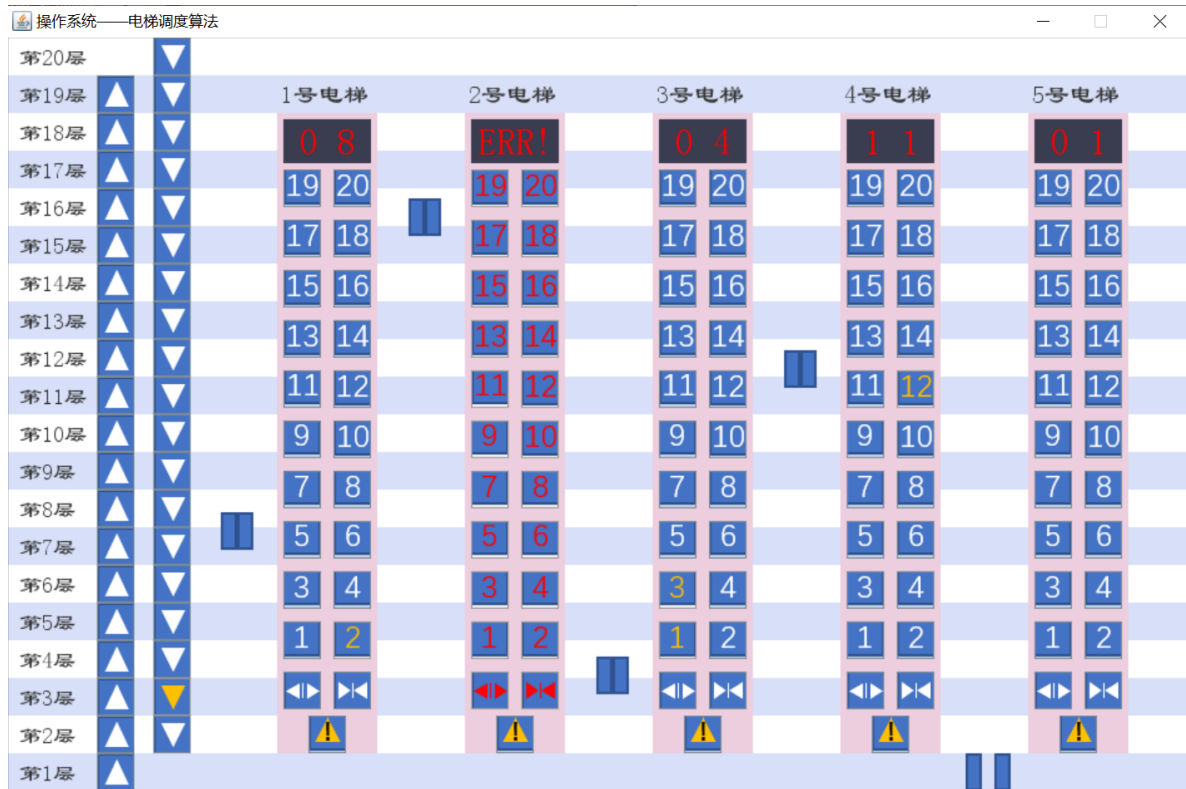 操作系统——电梯调度算法
第20层
第19层 1号电梯 2号电梯 3号电梯 4号电梯 5号电梯
第18层 08 ERR! 04 11 01
第17层 19 20 19 20 19 20 19 20 19 20
第16层
第15层 17 18 17 18 17 18 17 18 17 18
第14层 15 16 15 16 15 16 15 16 15 16
第13层 13 14 13 14 13 14 13 14 13 14
第12层
第11层 11 12 11 12 11 12 11 12 11 12
第10层 9 10 9 10 9 10 9 10 9 10
第9层 7 8 7 8 7 8 7 8 7 8
第8层
第7层 5 6 5 6 5 6 5 6 5 6
第6层 3 4 3 4 3 4 3 4 3 4
第5层 1 2 1 2 1 2 1 2 1 2
第4层
第3层
第2层
第1层